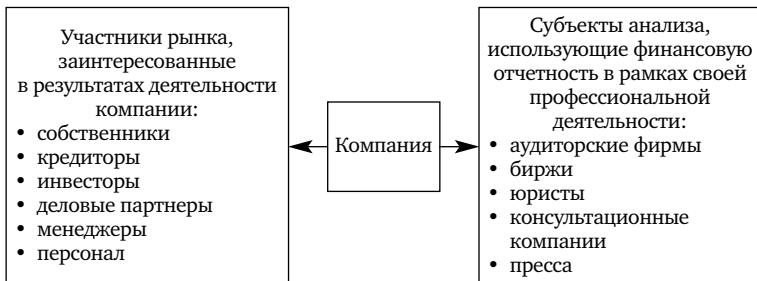 Участники рынка,
заинтересованные
в результатах деятельности
компании:
• собственники
• кредиторы
• инвесторы
• деловые партнеры
• менеджеры
• персонал
Компания
Субъекты анализа,
использующие финансовую
отчетность в рамках своей
профессиональной
деятельности:
• аудиторские фирмы
• биржи
• юристы
• консультационные
компании
• пресса